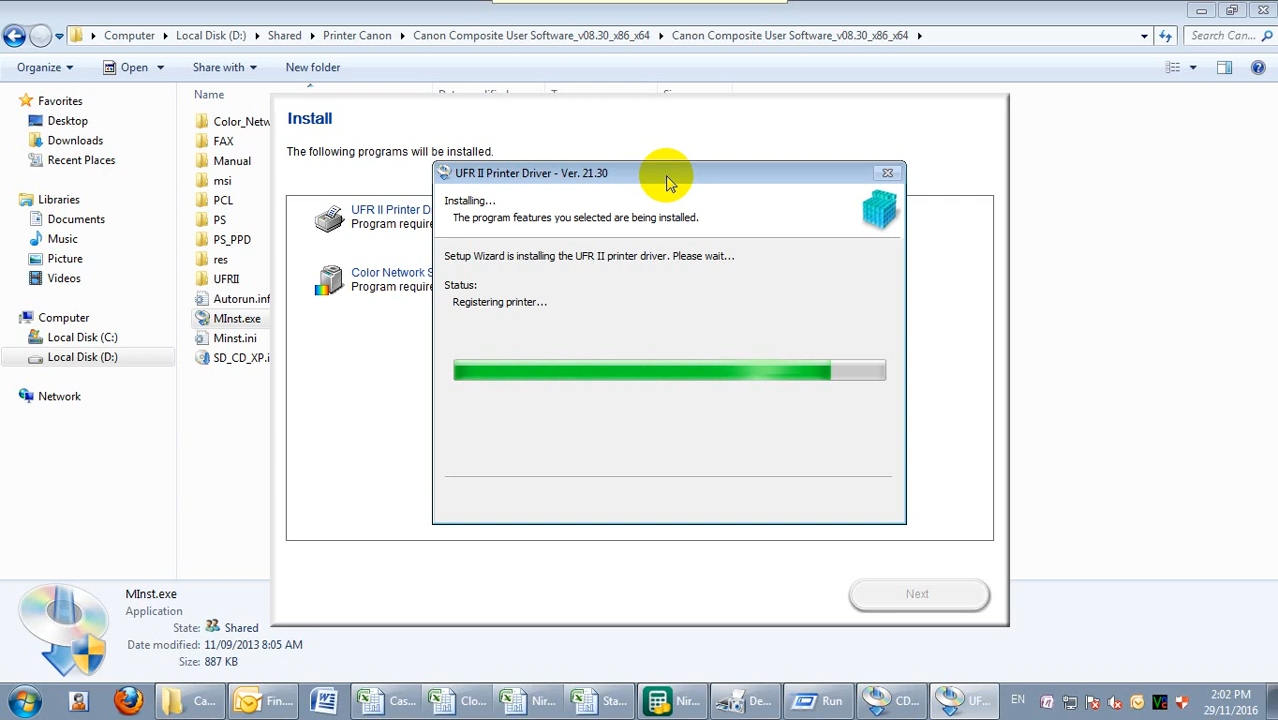 Computer Local Disk (D:) Shared Printer Canon Canon Composite User Software_v08.30_x86_x64 Canon Composite User Software_v08.30_x86_x64
Search Can...
Organize Open Share with New folder
Name
Favorites
Desktop
Downloads
Recent Places
Libraries
Documents
Music
Picture
Videos
Computer
Local Disk (C:)
Local Disk (D:)
Network
Color_Netw
FAX
Manual
msi
PCL
PS
PS_PPD
res
UFRII
Autorun.inf
MInst.exe
Minst.ini
SD_CD_XP.i
Install
The following programs will be installed.
UFR II Printer D
Program require
Color Network S
Program require
UFR II Printer Driver - Ver. 21.30
Installing...
The program features you selected are being installed.
Setup Wizard is installing the UFR II printer driver. Please wait...
Status:
Registering printer...
Next
MInst.exe
Application
State: Shared
Date modified: 11/09/2013 8:05 AM
Size: 887 KB
Ca...
Fin...
Cas...
Clo...
Nir...
Sta...
Nir...
De...
Run
CD...
UF...
EN
2:02 PM
29/11/2016